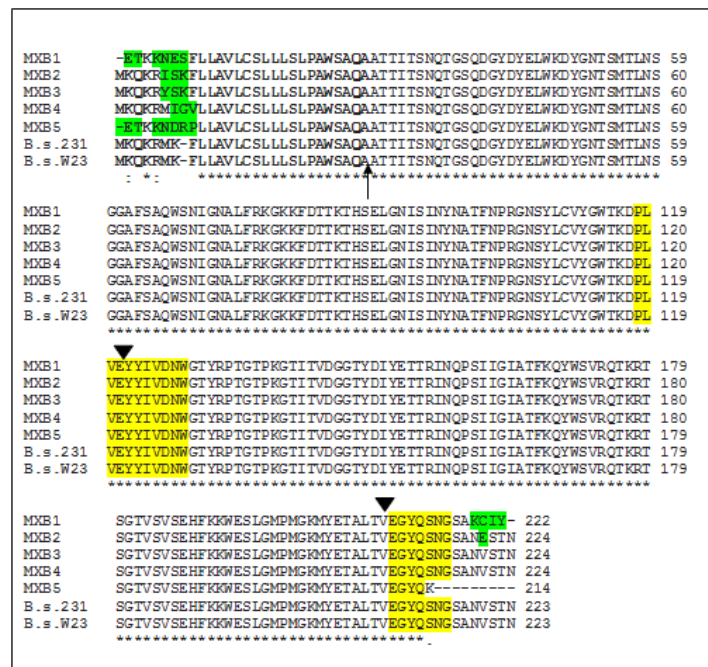 MXB1 -ETKKNESFLLAVLCSLLLSLPAWSAQAATTITSNQTGSQDGYDYELWKDYGNTSMTLNS 59
MXB2 MKQKRISKFLLAVLCSLLLSLPAWSAQAATTITSNQTGSQDGYDYELWKDYGNTSMTLNS 60
MXB3 MKQKRYSKFLLAVLCSLLLSLPAWSAQAATTITSNQTGSQDGYDYELWKDYGNTSMTLNS 60
MXB4 MKQKRMIGVLLAVLCSLLLSLPAWSAQAATTITSNQTGSQDGYDYELWKDYGNTSMTLNS 60
MXB5 -ETKKNDRPLLAVLCSLLLSLPAWSAQAATTITSNQTGSQDGYDYELWKDYGNTSMTLNS 59
B.s.231 MKQKRMK-FLLAVLCSLLLSLPAWSAQAATTITSNQTGSQDGYDYELWKDYGNTSMTLNS 59
B.s.W23 MKQKRMK-FLLAVLCSLLLSLPAWSAQAATTITSNQTGSQDGYDYELWKDYGNTSMTLNS 59
: *: ***************************************************
MXB1 GGAFSAQWSNIGNALFRKGKKFDTTKTHSELGNISINYNATFNPRGNSYLCVYGWTKDPL 119
MXB2 GGAFSAQWSNIGNALFRKGKKFDTTKTHSELGNISINYNATFNPRGNSYLCVYGWTKDPL 120
MXB3 GGAFSAQWSNIGNALFRKGKKFDTTKTHSELGNISINYNATFNPRGNSYLCVYGWTKDPL 120
MXB4 GGAFSAQWSNIGNALFRKGKKFDTTKTHSELGNISINYNATFNPRGNSYLCVYGWTKDPL 120
MXB5 GGAFSAQWSNIGNALFRKGKKFDTTKTHSELGNISINYNATFNPRGNSYLCVYGWTKDPL 119
B.s.231 GGAFSAQWSNIGNALFRKGKKFDTTKTHSELGNISINYNATFNPRGNSYLCVYGWTKDPL 119
B.s.W23 GGAFSAQWSNIGNALFRKGKKFDTTKTHSELGNISINYNATFNPRGNSYLCVYGWTKDPL 119
************************************************************
MXB1 VEYYIVDNWGTYRPTGTPKGTITVDGGTYDIYETTRINQPSIIGIATFKQYWSVRQTKRT 179
MXB2 VEYYIVDNWGTYRPTGTPKGTITVDGGTYDIYETTRINQPSIIGIATFKQYWSVRQTKRT 180
MXB3 VEYYIVDNWGTYRPTGTPKGTITVDGGTYDIYETTRINQPSIIGIATFKQYWSVRQTKRT 180
MXB4 VEYYIVDNWGTYRPTGTPKGTITVDGGTYDIYETTRINQPSIIGIATFKQYWSVRQTKRT 180
MXB5 VEYYIVDNWGTYRPTGTPKGTITVDGGTYDIYETTRINQPSIIGIATFKQYWSVRQTKRT 179
B.s.231 VEYYIVDNWGTYRPTGTPKGTITVDGGTYDIYETTRINQPSIIGIATFKQYWSVRQTKRT 179
B.s.W23 VEYYIVDNWGTYRPTGTPKGTITVDGGTYDIYETTRINQPSIIGIATFKQYWSVRQTKRT 179
************************************************************
MXB1 SGTVSVSEHFKKWESLGMPMGKMYETALTVEGYQSNGSAKCIY- 222
MXB2 SGTVSVSEHFKKWESLGMPMGKMYETALTVEGYQSNGSANESTN 224
MXB3 SGTVSVSEHFKKWESLGMPMGKMYETALTVEGYQSNGSANVSTN 224
MXB4 SGTVSVSEHFKKWESLGMPMGKMYETALTVEGYQSNGSANVSTN 224
MXB5 SGTVSVSEHFKKWESLGMPMGKMYETALTVEGYQK--------- 214
B.s.231 SGTVSVSEHFKKWESLGMPMGKMYETALTVEGYQSNGSANVSTN 223
B.s.W23 SGTVSVSEHFKKWESLGMPMGKMYETALTVEGYQSNGSANVSTN 223
**********************************.